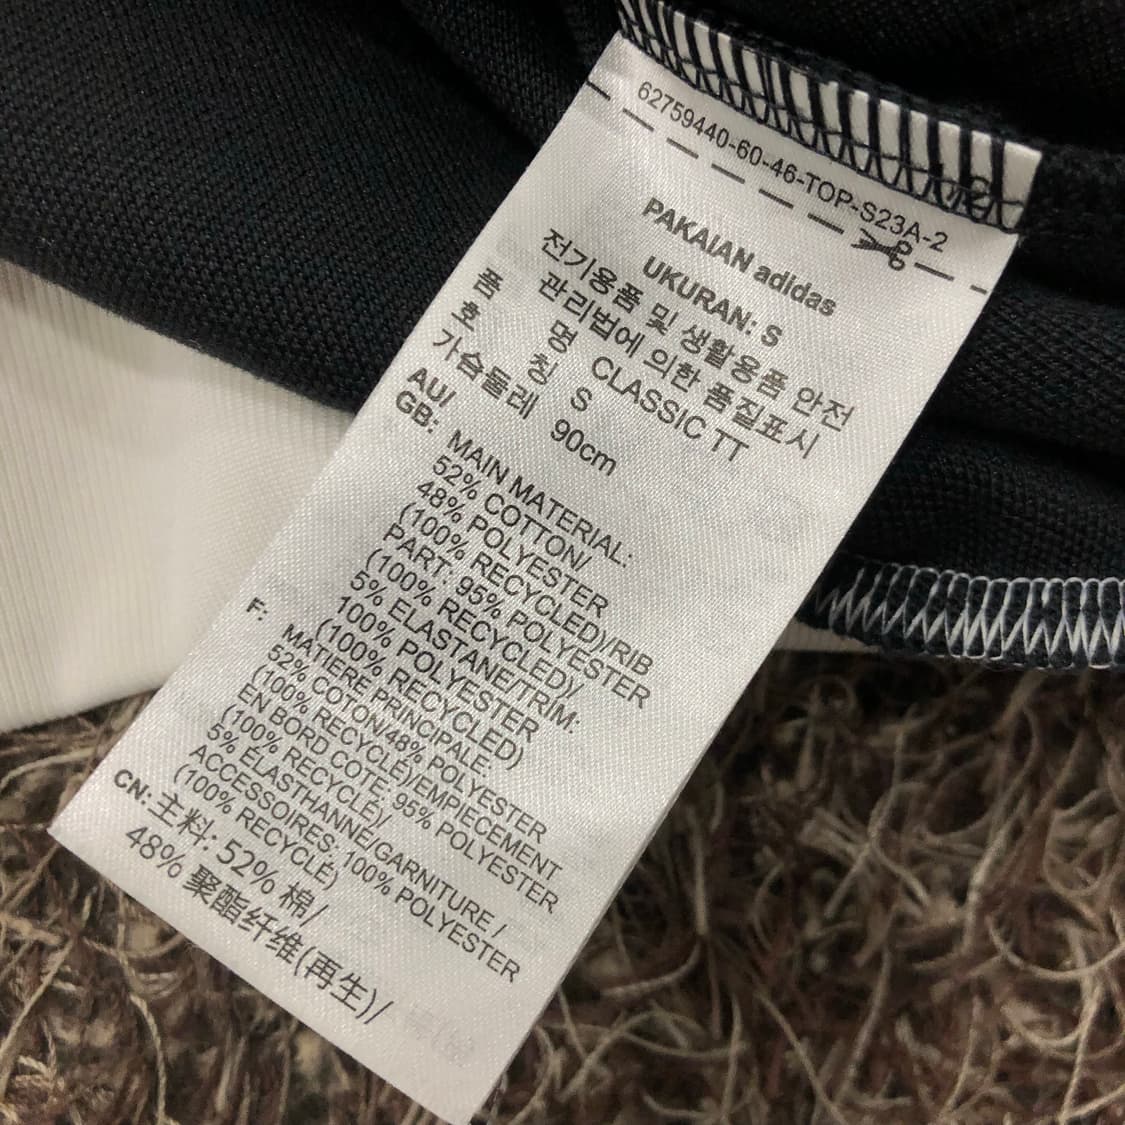 62759440-60-46-TOP-S23A-2
PAKAIAN adidas
UKURAN: S
전기용품 및 생활용품 안전
관리법에 의한 품질표시
품 명 CLASSIC TT
호 칭 S
가슴둘레 90cm
AU/
GB: MAIN MATERIAL:
52% COTTON/
48% POLYESTER
(100% RECYCLED)/RIB
PART: 95% POLYESTER
(100% RECYCLED)/
5% ELASTANE/TRIM:
100% POLYESTER
(100% RECYCLED)
F: MATIÈRE PRINCIPALE:
52% COTON/48% POLYESTER
(100% RECYCLÉ)/EMPIECEMENT
EN BORD COTE: 95% POLYESTER
(100% RECYCLÉ)/
5% ÉLASTHANNE/GARNITURE /
ACCESSOIRES: 100% POLYESTER
(100% RECYCLÉ)
CN: 主料: 52% 棉/
48% 聚酯纤维(再生)/